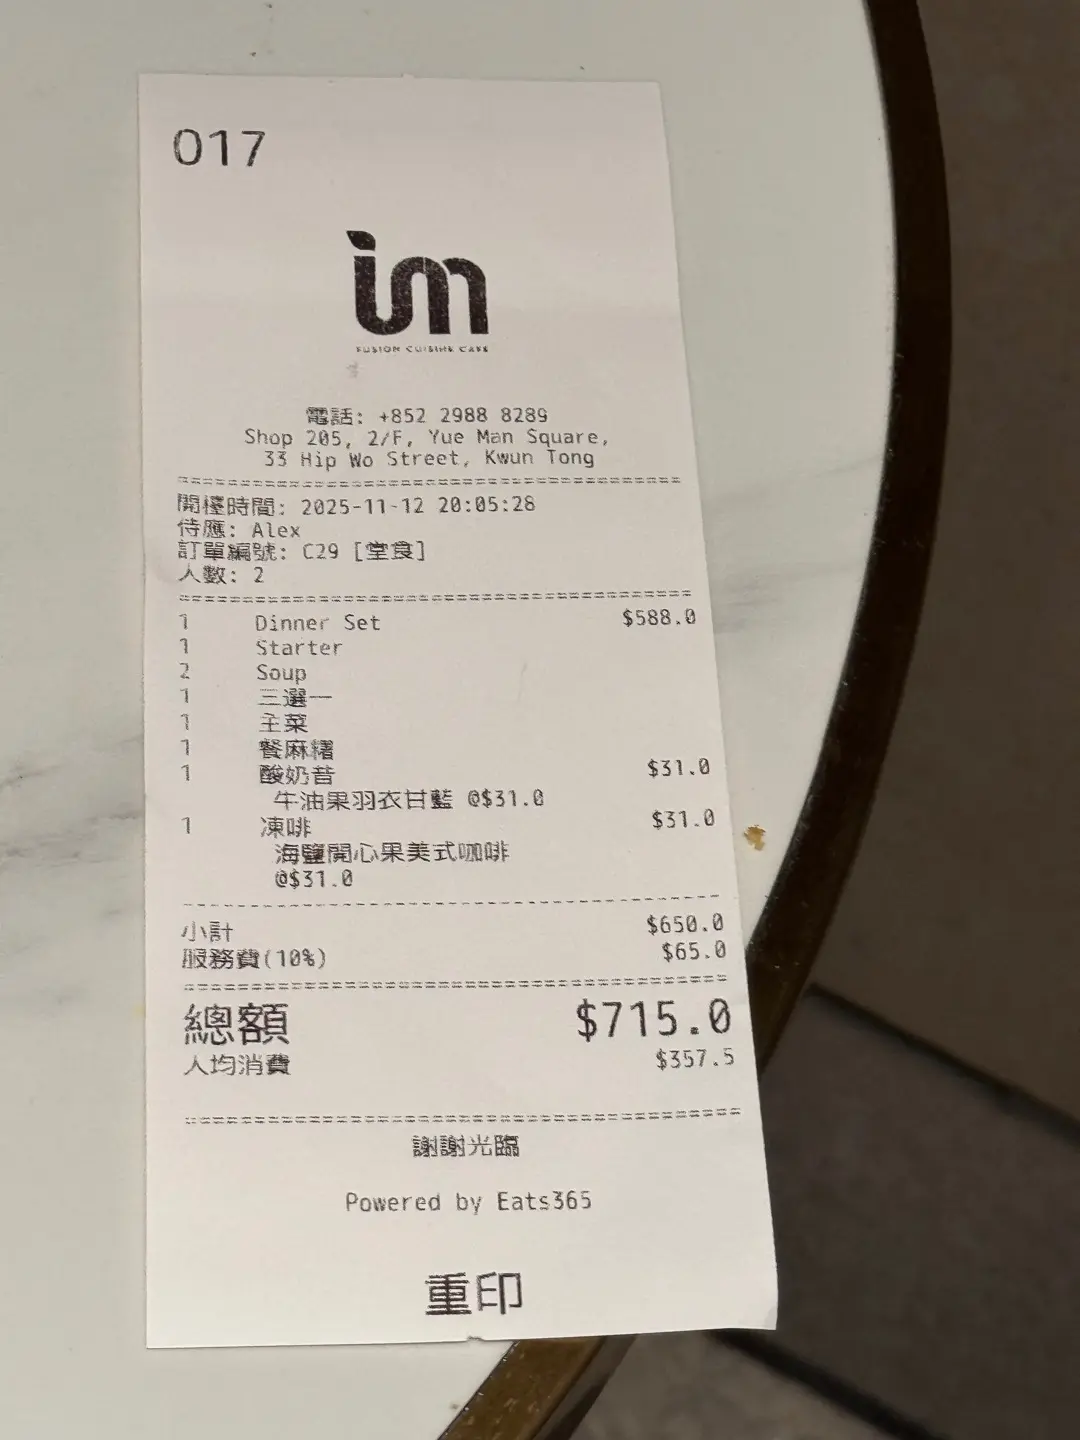 017
im
FUSION CUISINE CAFE
電話: +852 2988 8289
Shop 205, 2/F, Yue Man Square,
33 Hip Wo Street, Kwun Tong
開檯時間: 2025-11-12 20:05:28
侍應: Alex
訂單編號: C29 [堂食]
人數: 2
1 Dinner Set $588.0
1 Starter
2 Soup
1 三選一
1 主菜
1 餐麻糬
1 酸奶昔 $31.0
牛油果羽衣甘藍 @$31.0
1 凍啡 $31.0
海鹽開心果美式咖啡
@$31.0
小計 $650.0
服務費(10%) $65.0
總額 $715.0
人均消費 $357.5
謝謝光臨
Powered by Eats365
重印